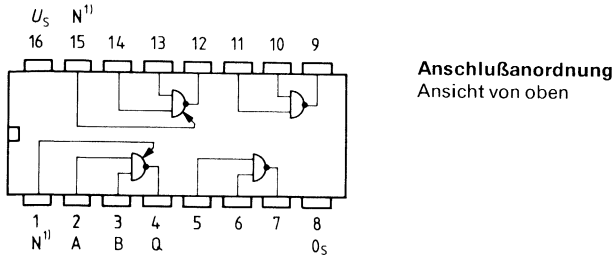 U_S N¹⁾
16 15 14 13 12 11 10 9
Anschlußanordnung
Ansicht von oben
1 2 3 4 5 6 7 8
N¹⁾ A B Q 0_S